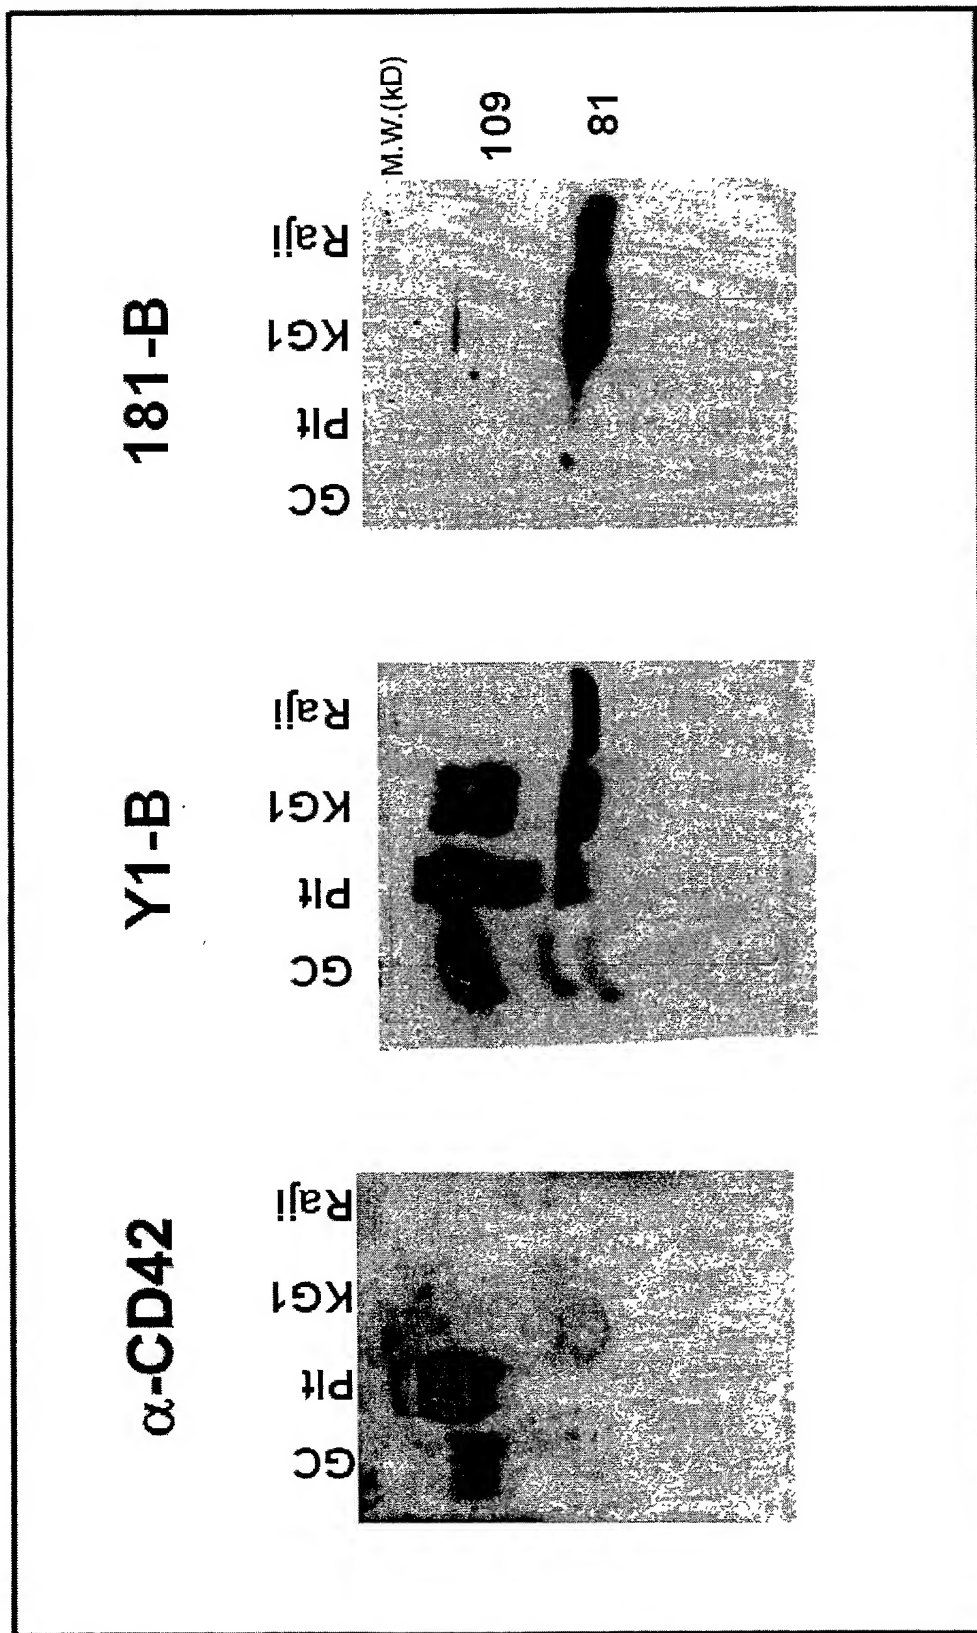 α-CD42
Y1-B
181-B
GC Plt KG1 Raji
GC Plt KG1 Raji
GC Plt KG1 Raji
M.W.(kD)
109
81